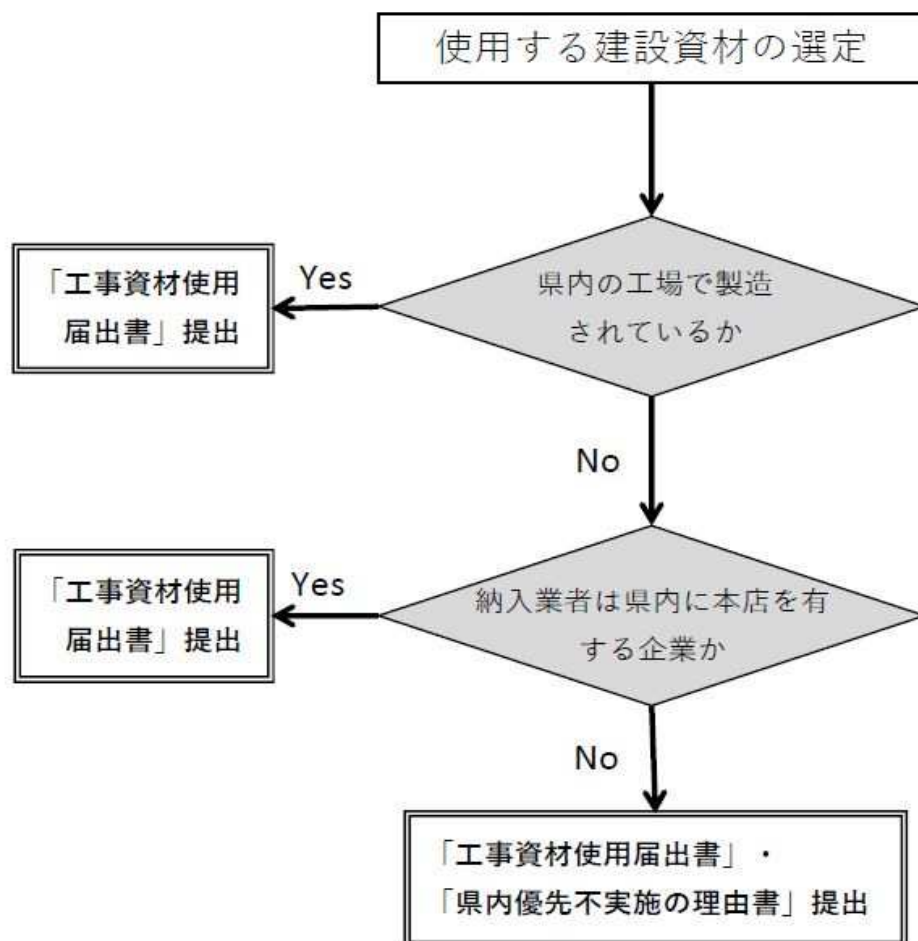 使用する建設資材の選定
県内の工場で製造
されているか
Yes
「工事資材使用
届出書」提出
No
納入業者は県内に本店を有
する企業か
Yes
「工事資材使用
届出書」提出
No
「工事資材使用届出書」・
「県内優先不実施の理由書」提出